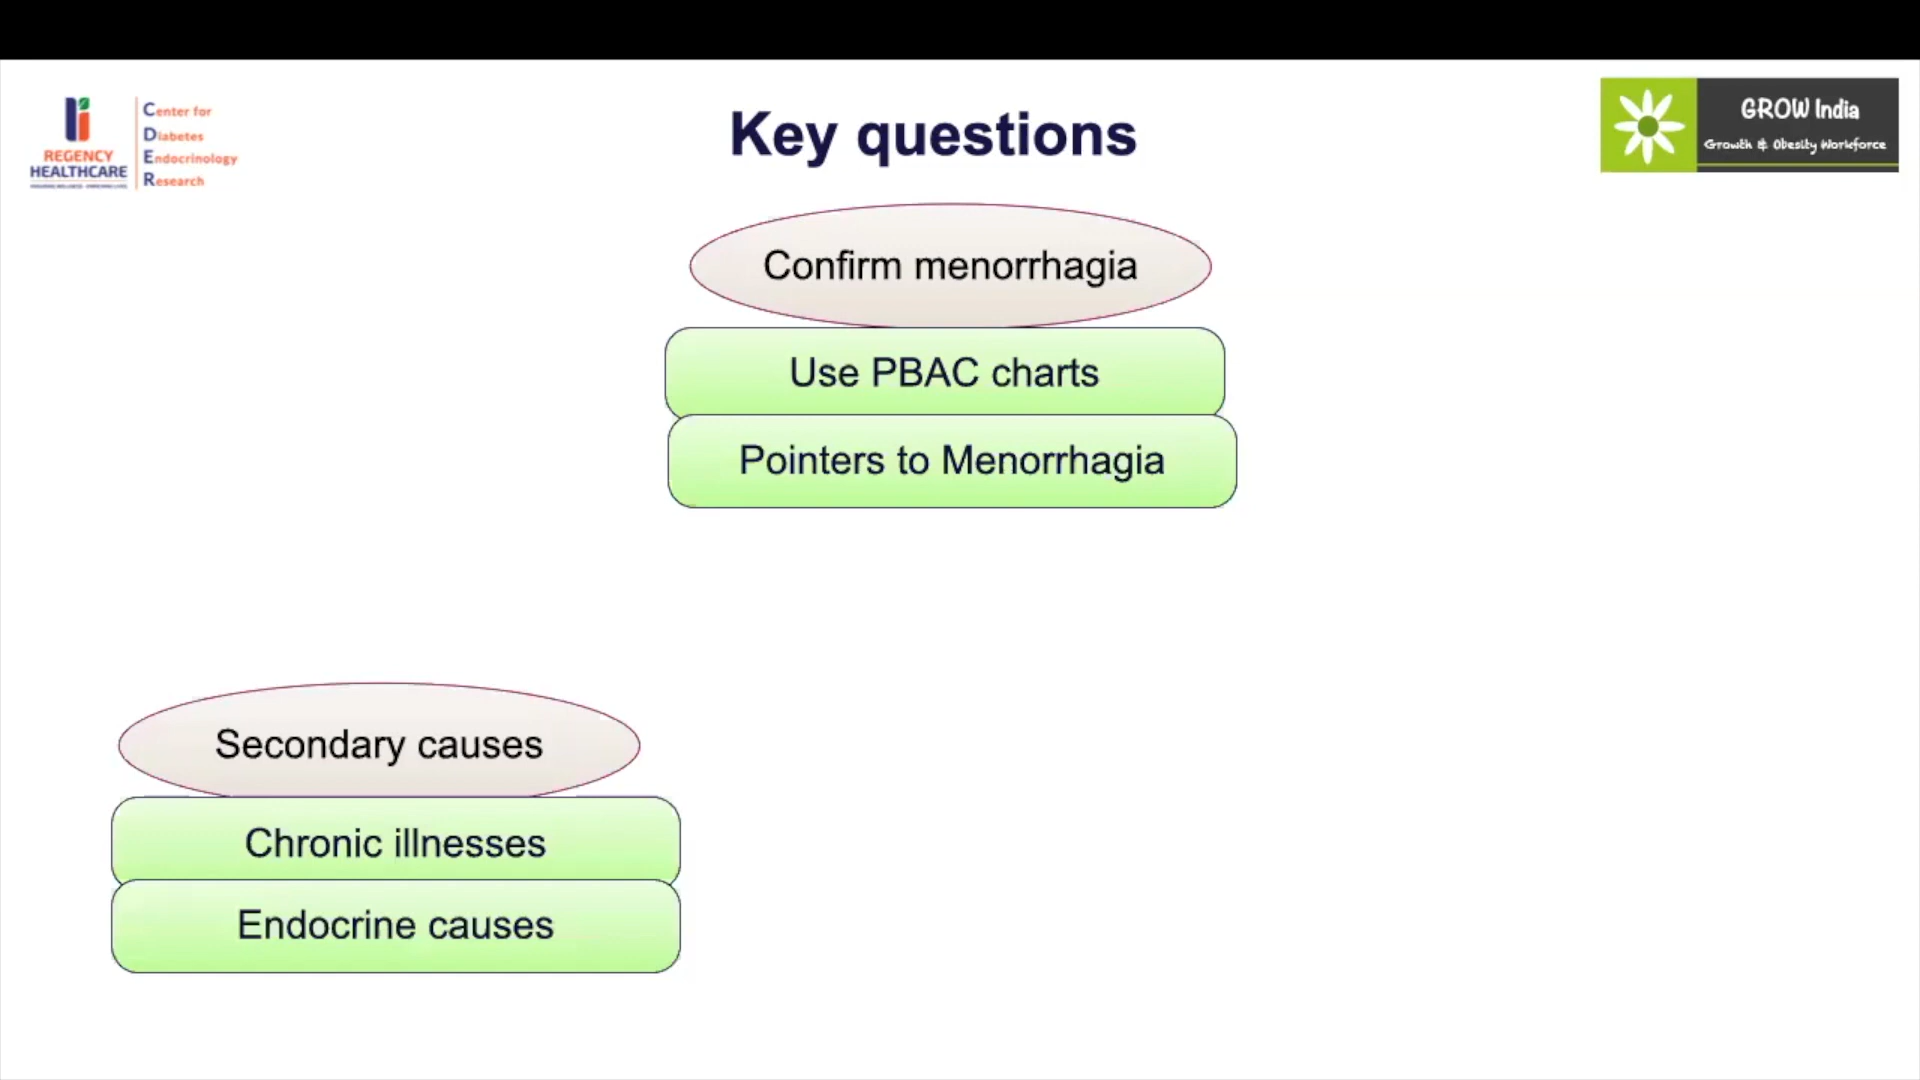 Key questions
REGENCY
HEALTHCARE
Center for
Diabetes
Endocrinology
Research
GROW India
Growth & Obesity Workforce
Confirm menorrhagia
Use PBAC charts
Pointers to Menorrhagia
Secondary causes
Chronic illnesses
Endocrine causes